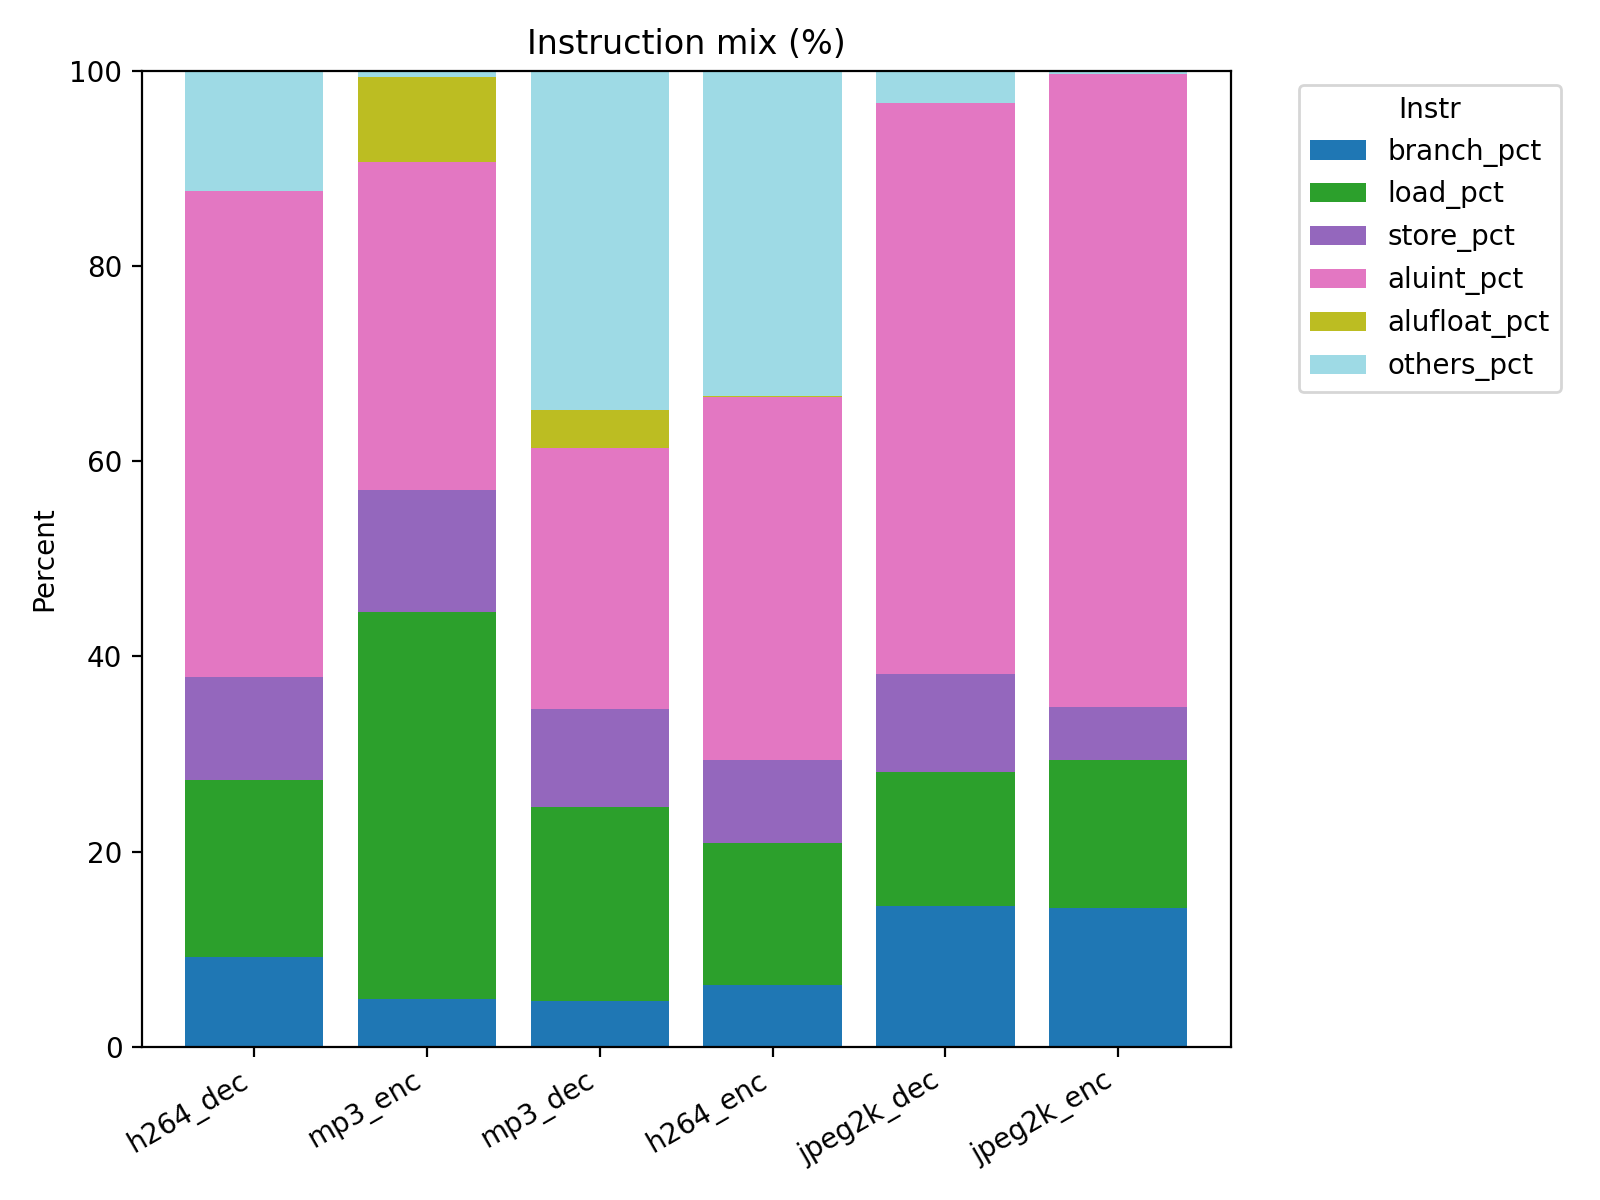 Instruction mix (%)
Instr
branch_pct
load_pct
store_pct
aluint_pct
alufloat_pct
others_pct
Percent
100
80
60
40
20
0
h264_dec
mp3_enc
mp3_dec
h264_enc
jpeg2k_dec
jpeg2k_enc